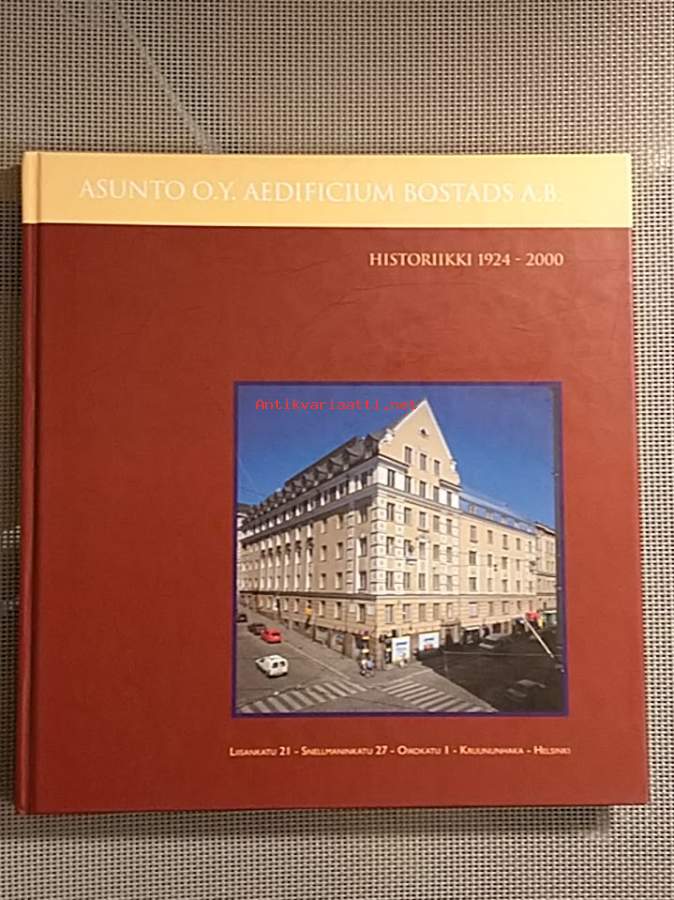 ASUNTO O.Y. AEDIFICIUM BOSTADS A.B.
HISTORIIKKI 1924 - 2000
Antikvariaatti.net
LIISANKATU 21 - SNELLMANINKATU 27 - OIKOKATU 1 - KRUUNUNHAKA - HELSINKI